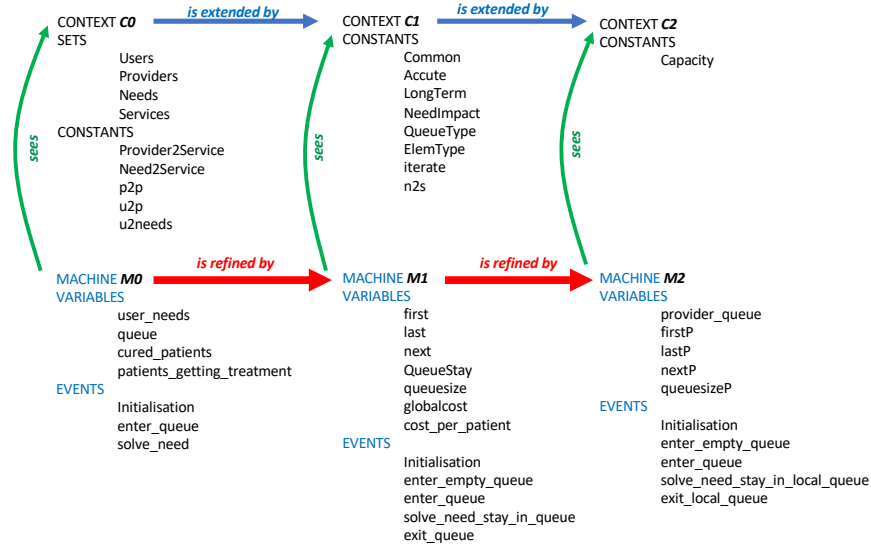 CONTEXT C0
SETS
Users
Providers
Needs
Services
CONSTANTS
Provider2Service
Need2Service
p2p
u2p
u2needs
is extended by
CONTEXT C1
CONSTANTS
Common
Accute
LongTerm
NeedImpact
QueueType
ElemType
iterate
n2s
is extended by
CONTEXT C2
CONSTANTS
Capacity
sees
sees
sees
MACHINE M0
VARIABLES
user_needs
queue
cured_patients
patients_getting_treatment
EVENTS
Initialisation
enter_queue
solve_need
is refined by
MACHINE M1
VARIABLES
first
last
next
QueueStay
queuesize
globalcost
cost_per_patient
EVENTS
Initialisation
enter_empty_queue
enter_queue
solve_need_stay_in_queue
exit_queue
is refined by
MACHINE M2
VARIABLES
provider_queue
firstP
lastP
nextP
queuesizeP
EVENTS
Initialisation
enter_empty_queue
enter_queue
solve_need_stay_in_local_queue
exit_local_queue